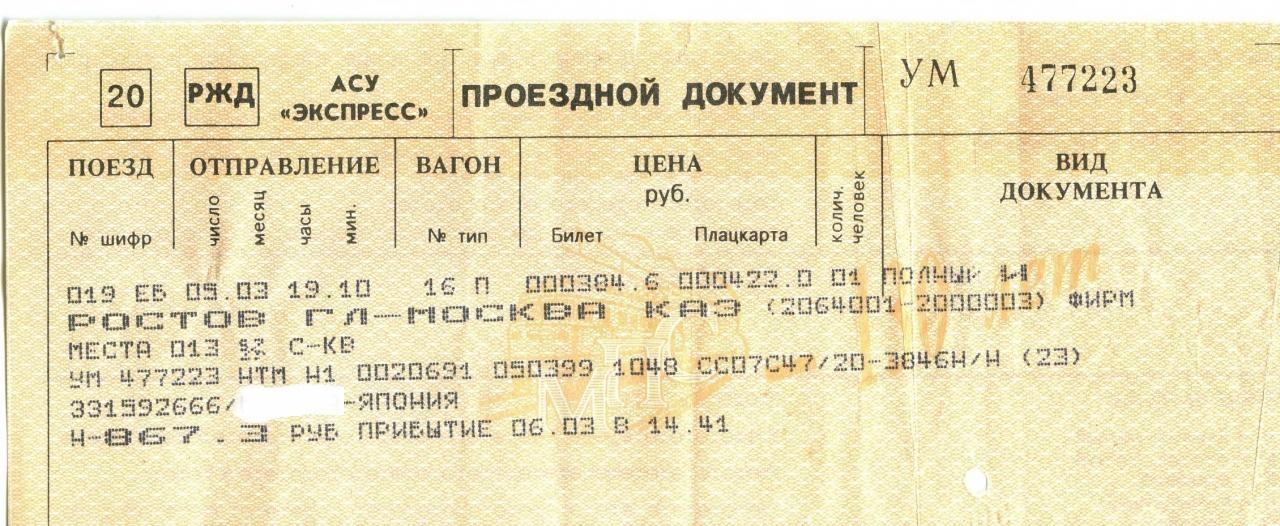 20 РЖД АСУ «ЭКСПРЕСС» ПРОЕЗДНОЙ ДОКУМЕНТ УМ 477223
ПОЕЗД ОТПРАВЛЕНИЕ ВАГОН ЦЕНА руб. колич. человек ВИД ДОКУМЕНТА
№ шифр число месяц часы мин. № тип Билет Плацкарта
019 ЕБ 05.03 19.10 16 П 000384.6 000422.0 01 ПОЛНЫЙ И
РОСТОВ ГЛ-МОСКВА КАЗ (2064001-2000003) ФИРМ
МЕСТА 013 С-КВ
УМ 477223 НТМ Н1 0020691 050399 1048 СС07С47/20-3846Н/Н (23)
331592666/ -ЯПОНИЯ
Н-867.3 РУБ ПРИБЫТИЕ 06.03 В 14.41
МПС